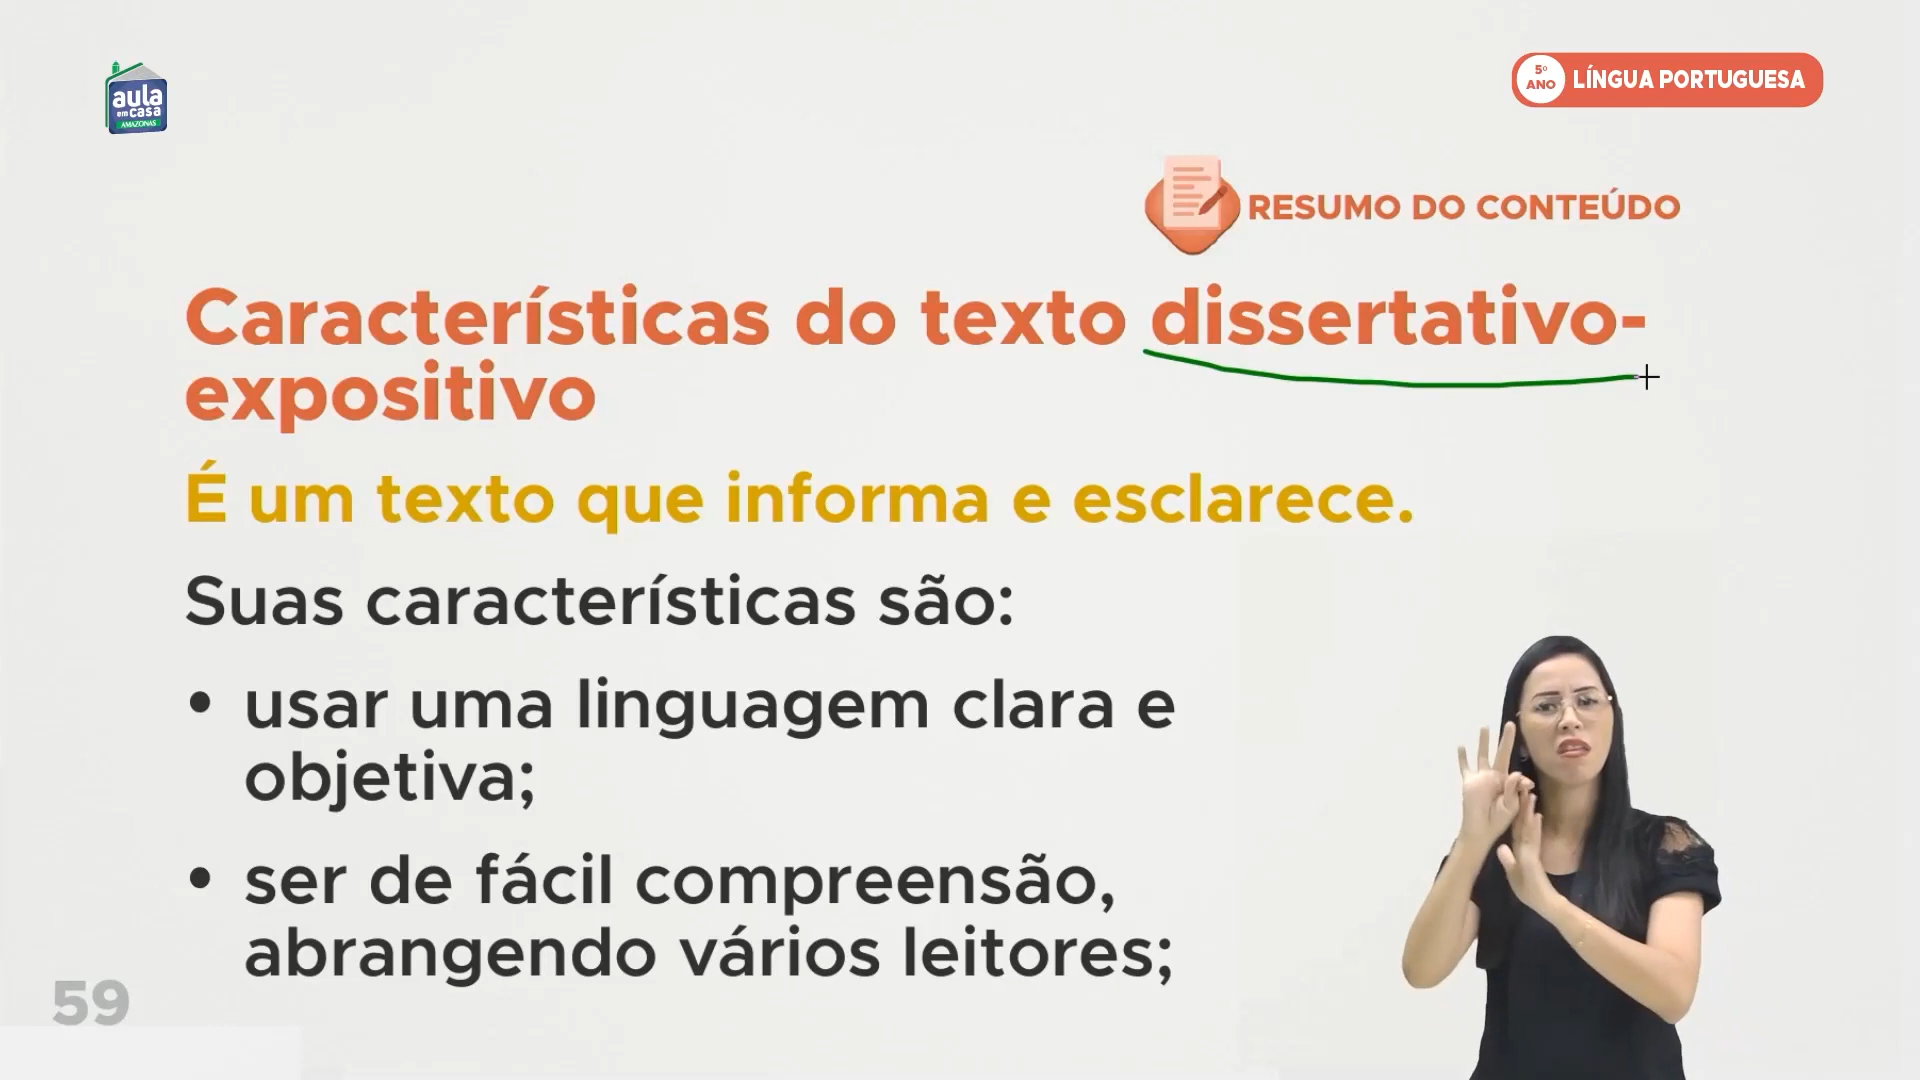 aula
em casa
AMAZONAS
5º
ANO
LÍNGUA PORTUGUESA
RESUMO DO CONTEÚDO
Características do texto dissertativo-
expositivo
É um texto que informa e esclarece.
Suas características são:
• usar uma linguagem clara e
objetiva;
• ser de fácil compreensão,
abrangendo vários leitores;
59